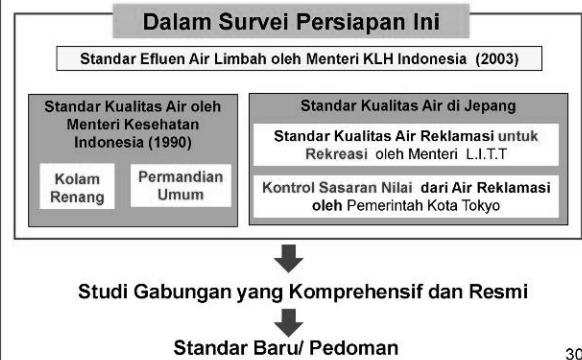 Dalam Survei Persiapan Ini
Standar Efluen Air Limbah oleh Menteri KLH Indonesia (2003)
Standar Kualitas Air oleh
Menteri Kesehatan
Indonesia (1990)
Kolam
Renang
Permandian
Umum
Standar Kualitas Air di Jepang
Standar Kualitas Air Reklamasi untuk
Rekreasi oleh Menteri L.I.T.T
Kontrol Sasaran Nilai dari Air Reklamasi
oleh Pemerintah Kota Tokyo
Studi Gabungan yang Komprehensif dan Resmi
Standar Baru/ Pedoman
30